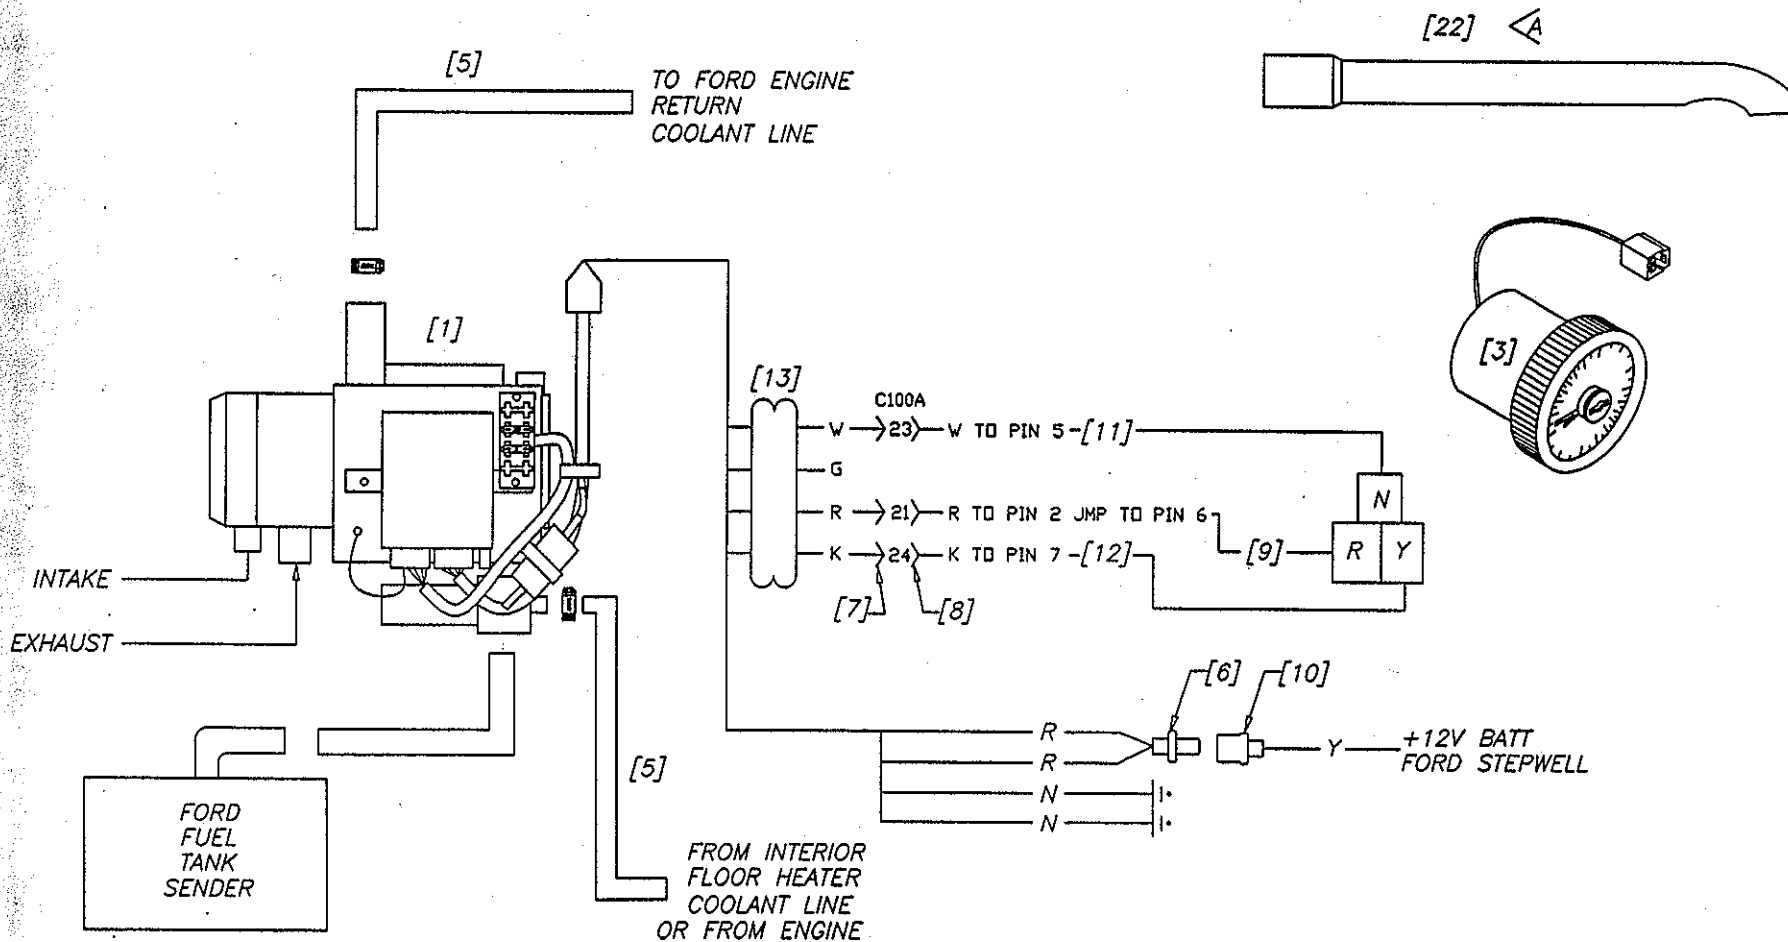 [22] A
[5]
TO FORD ENGINE
RETURN
COOLANT LINE
[1]
[3]
[13]
C100A
W 23 W TO PIN 5 [11]
G
N
R 21 R TO PIN 2 JMP TO PIN 6
K 24 K TO PIN 7 [12]
[9]
R Y
INTAKE
[7] [8]
EXHAUST
[6] [10]
R
R
Y
+12V BATT
FORD STEPWELL
N
N
[5]
FORD
FUEL
TANK
SENDER
FROM INTERIOR
FLOOR HEATER
COOLANT LINE
OR FROM ENGINE